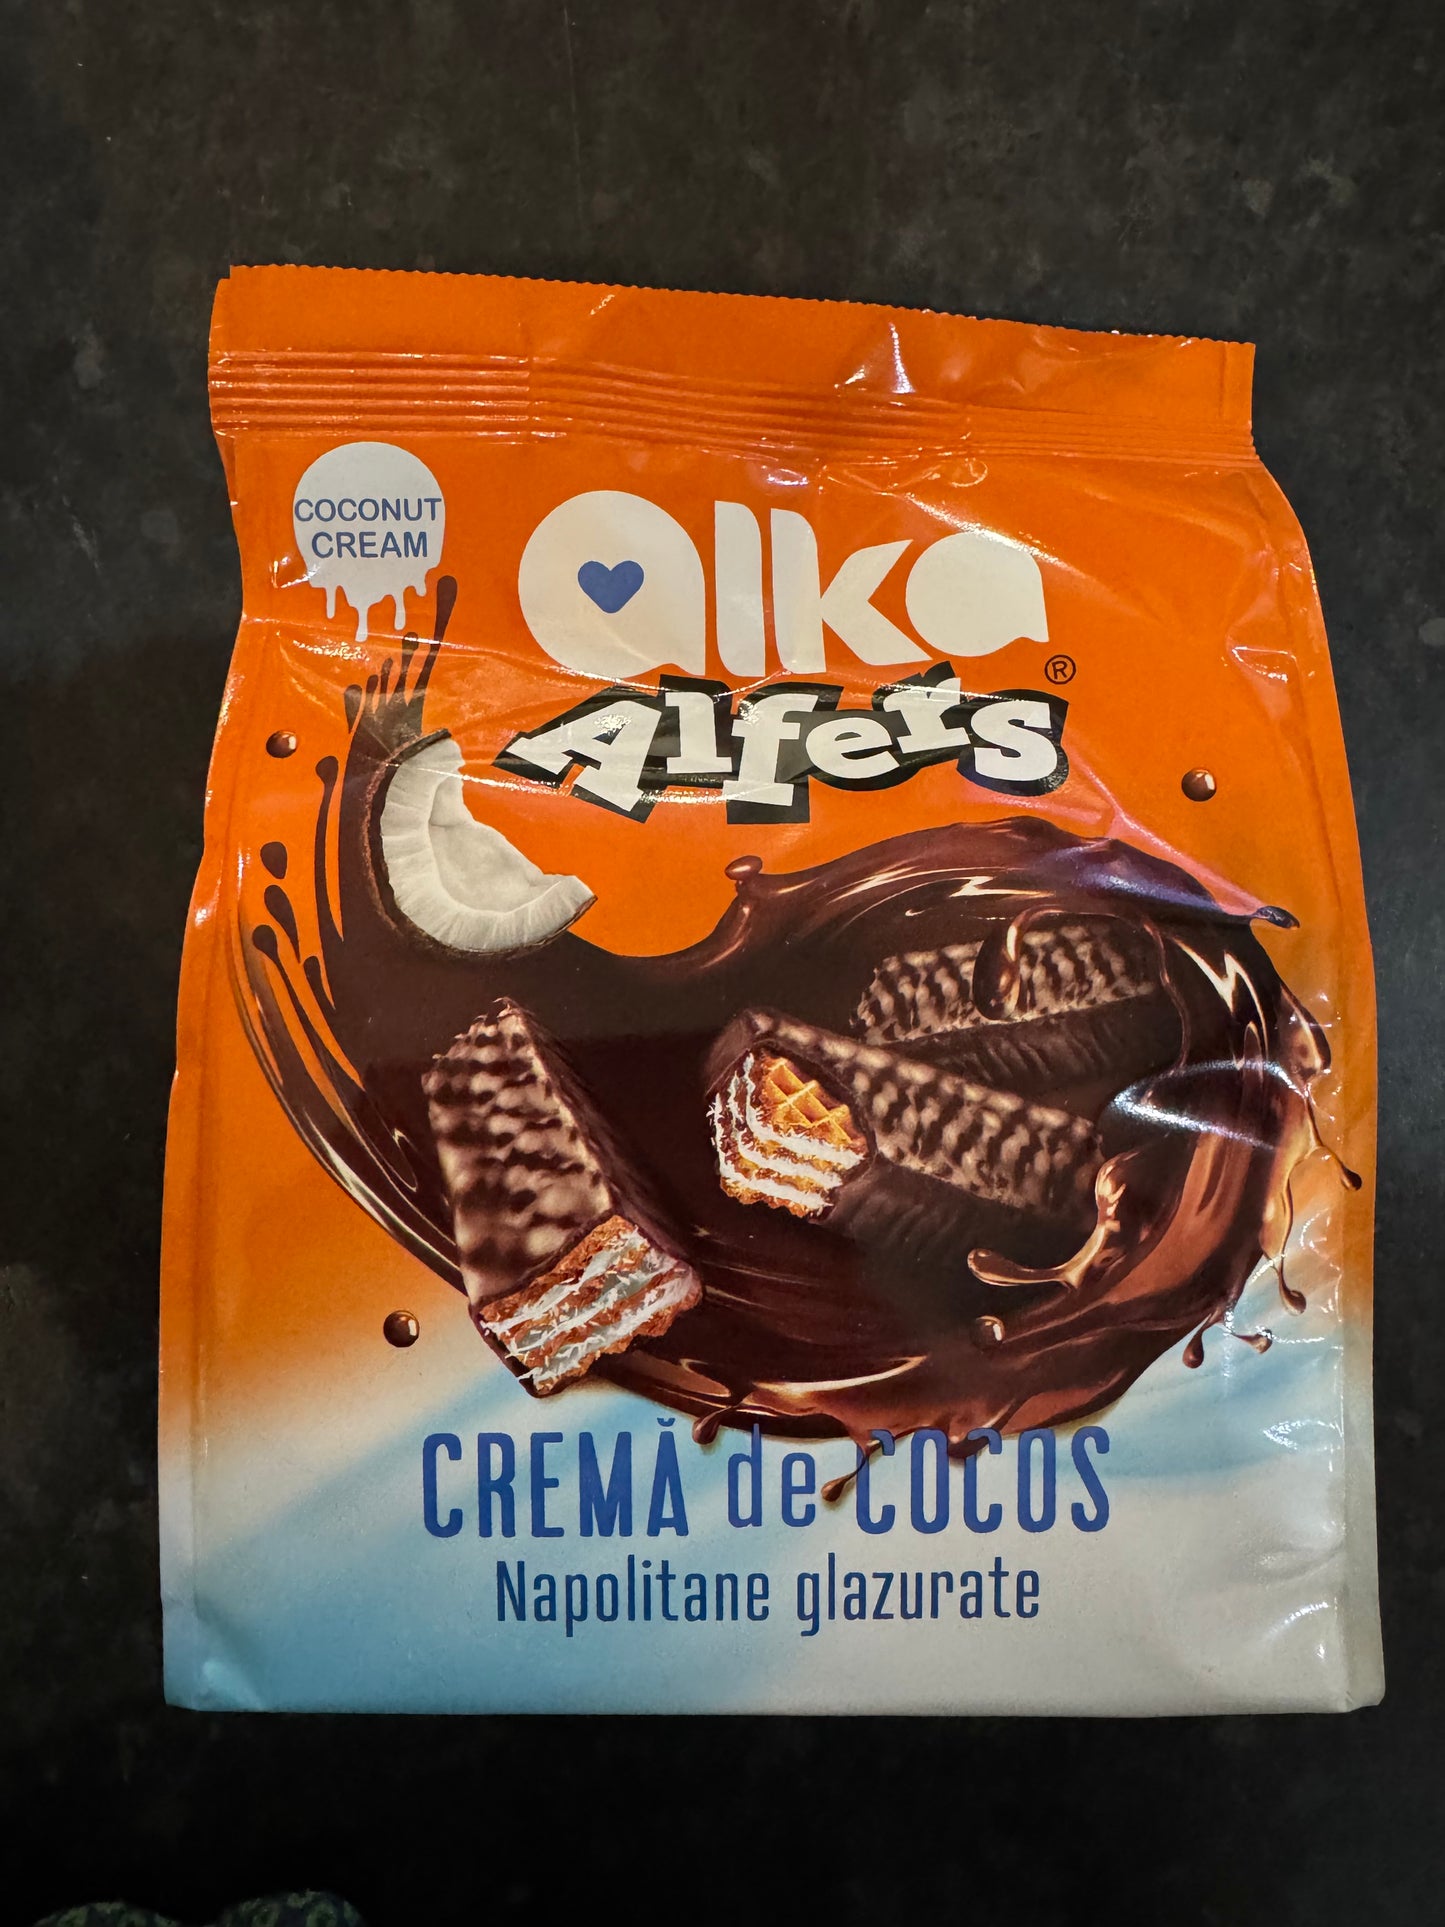 COCONUT
CREAM
alka
®
Alfers
CREMĂ de COCOS
Napolitane glazurate